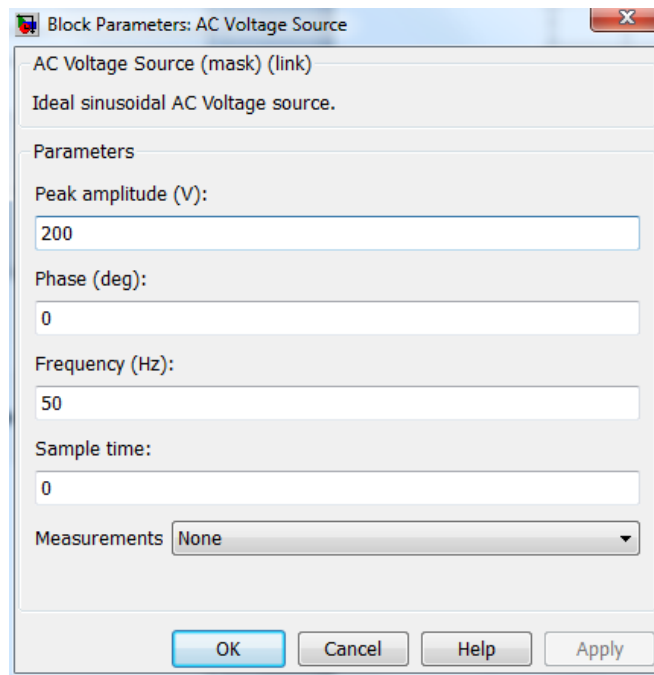 Block Parameters: AC Voltage Source
AC Voltage Source (mask) (link)
Ideal sinusoidal AC Voltage source.
Parameters
Peak amplitude (V):
200
Phase (deg):
0
Frequency (Hz):
50
Sample time:
0
Measurements None
OK Cancel Help Apply